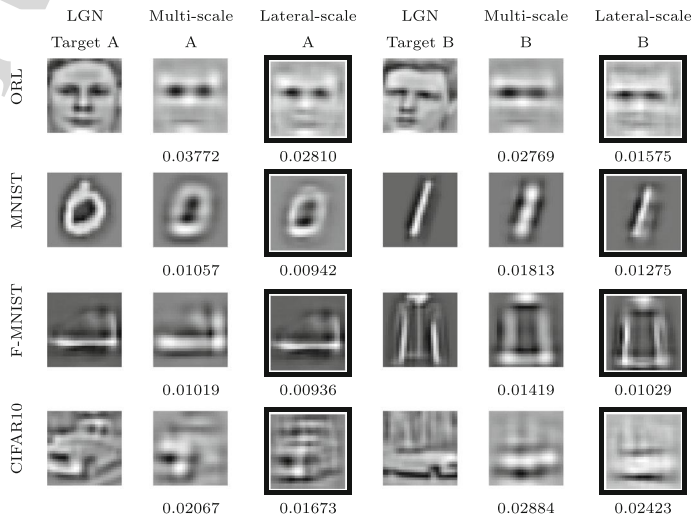 LGN Multi-scale Lateral-scale LGN Multi-scale Lateral-scale
Target A A A Target B B B
ORL
0.03772 0.02810 0.02769 0.01575
MNIST
0.01057 0.00942 0.01813 0.01275
F-MNIST
0.01019 0.00936 0.01419 0.01029
CIFAR10
0.02067 0.01673 0.02884 0.02423